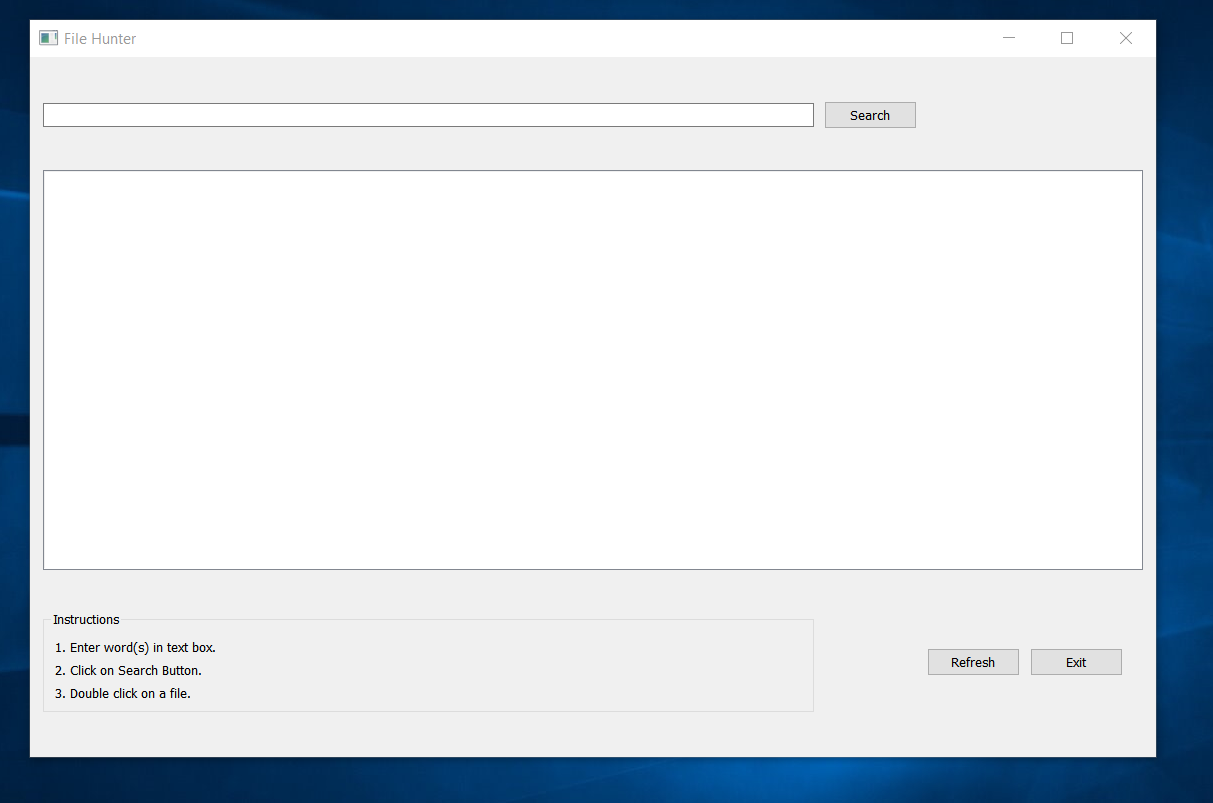 File Hunter
Search
Instructions
1. Enter word(s) in text box.
2. Click on Search Button.
3. Double click on a file.
Refresh
Exit